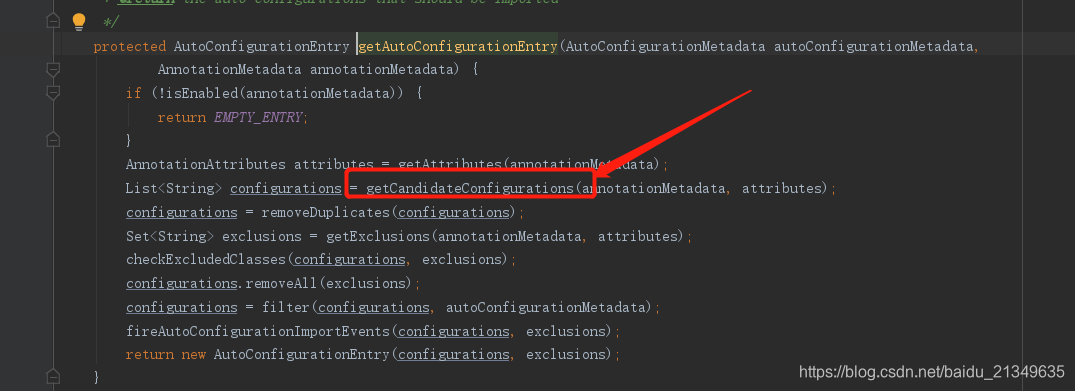 the auto-configurations that should be imported
*/
protected AutoConfigurationEntry getAutoConfigurationEntry(AutoConfigurationMetadata autoConfigurationMetadata,
AnnotationMetadata annotationMetadata) {
if (!isEnabled(annotationMetadata)) {
return EMPTY_ENTRY;
}
AnnotationAttributes attributes = getAttributes(annotationMetadata);
List<String> configurations = getCandidateConfigurations(annotationMetadata, attributes);
configurations = removeDuplicates(configurations);
Set<String> exclusions = getExclusions(annotationMetadata, attributes);
checkExcludedClasses(configurations, exclusions);
configurations.removeAll(exclusions);
configurations = filter(configurations, autoConfigurationMetadata);
fireAutoConfigurationImportEvents(configurations, exclusions);
return new AutoConfigurationEntry(configurations, exclusions);
}
https://blog.csdn.net/baidu_21349635